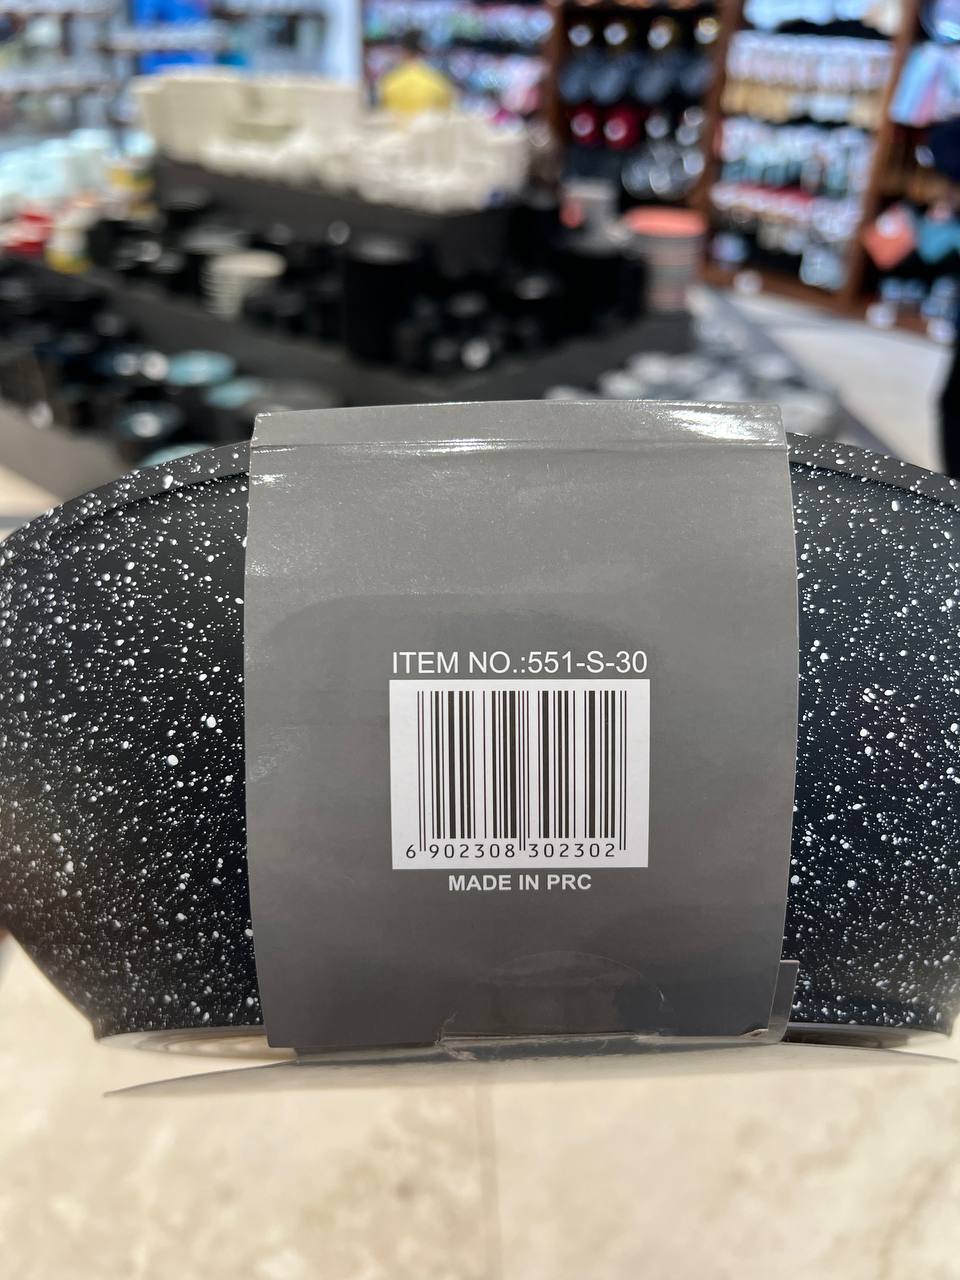 ITEM NO.:551-S-30
6 902308 302302
MADE IN PRC